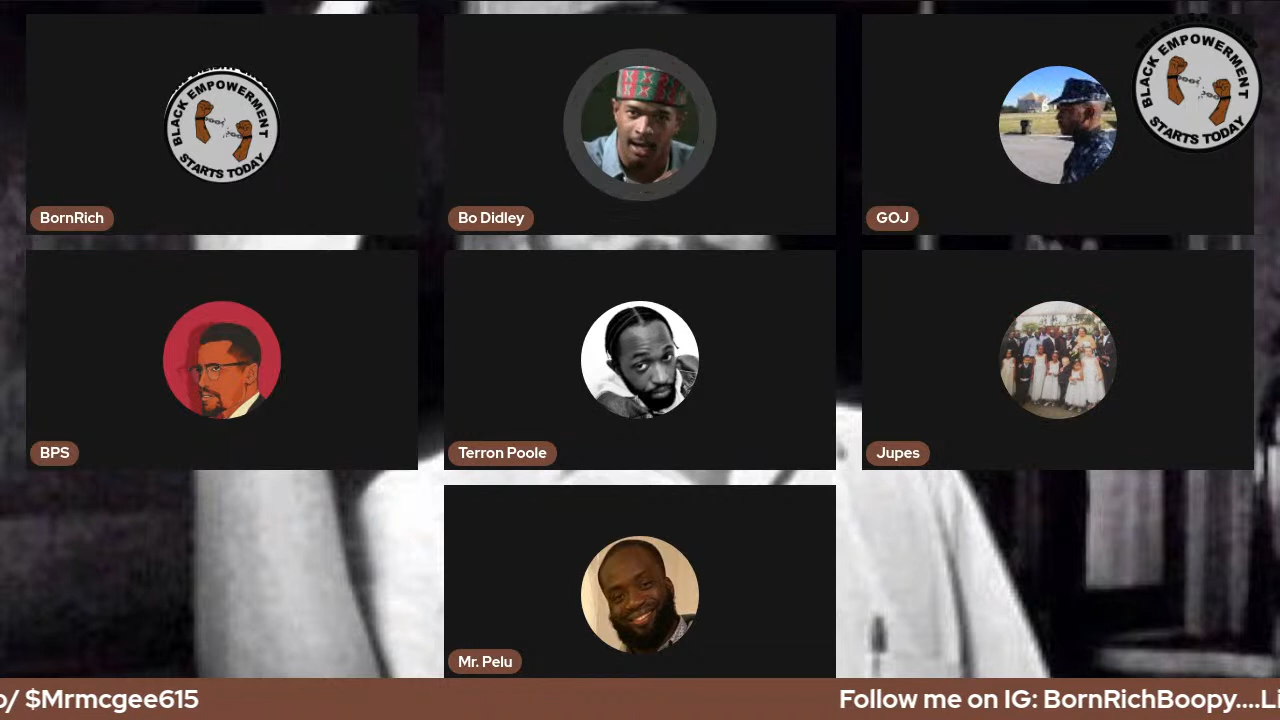 BLACK EMPOWERMENT
STARTS TODAY
BornRich
Bo Didley
BLACK EMPOWERMENT
STARTS TODAY
GOJ
BPS
Terron Poole
Jupes
Mr. Pelu
o/ $Mrmcgee615
Follow me on IG: BornRichBoopy....Li